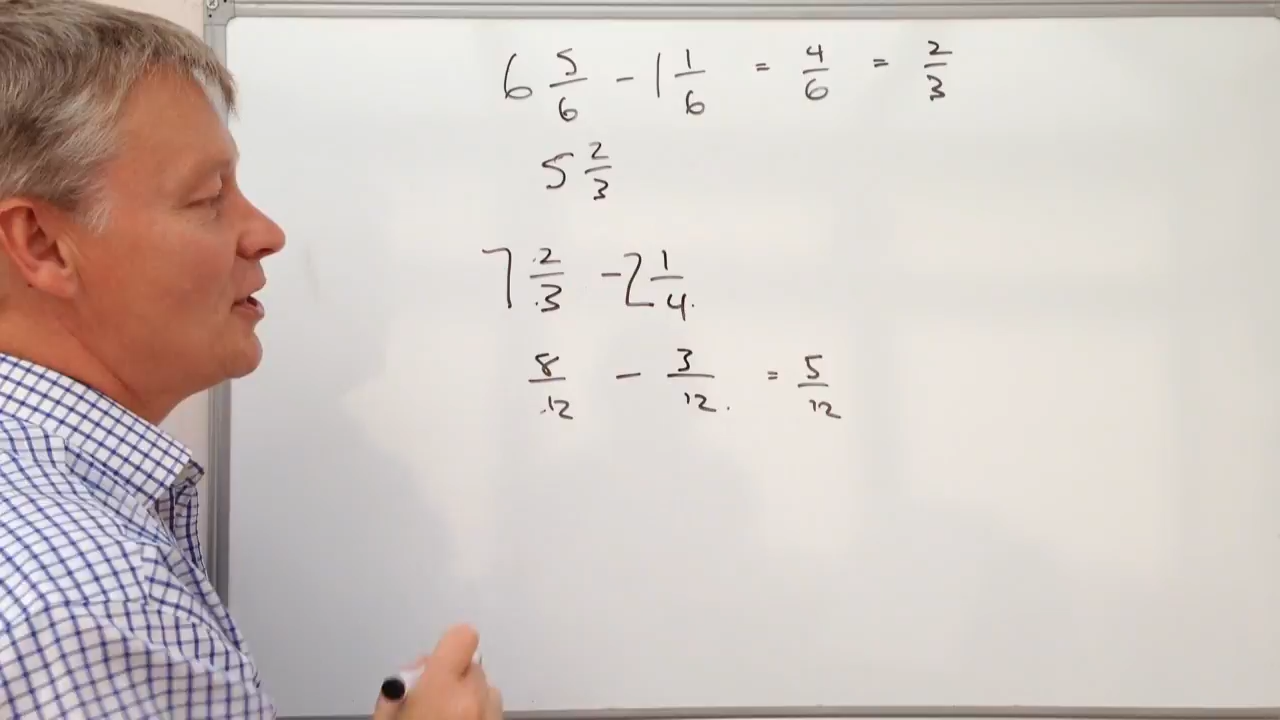 6 5/6 - 1 1/6 = 4/6 = 2/3
5 2/3
7 2/3 - 2 1/4
8/12 - 3/12 = 5/12